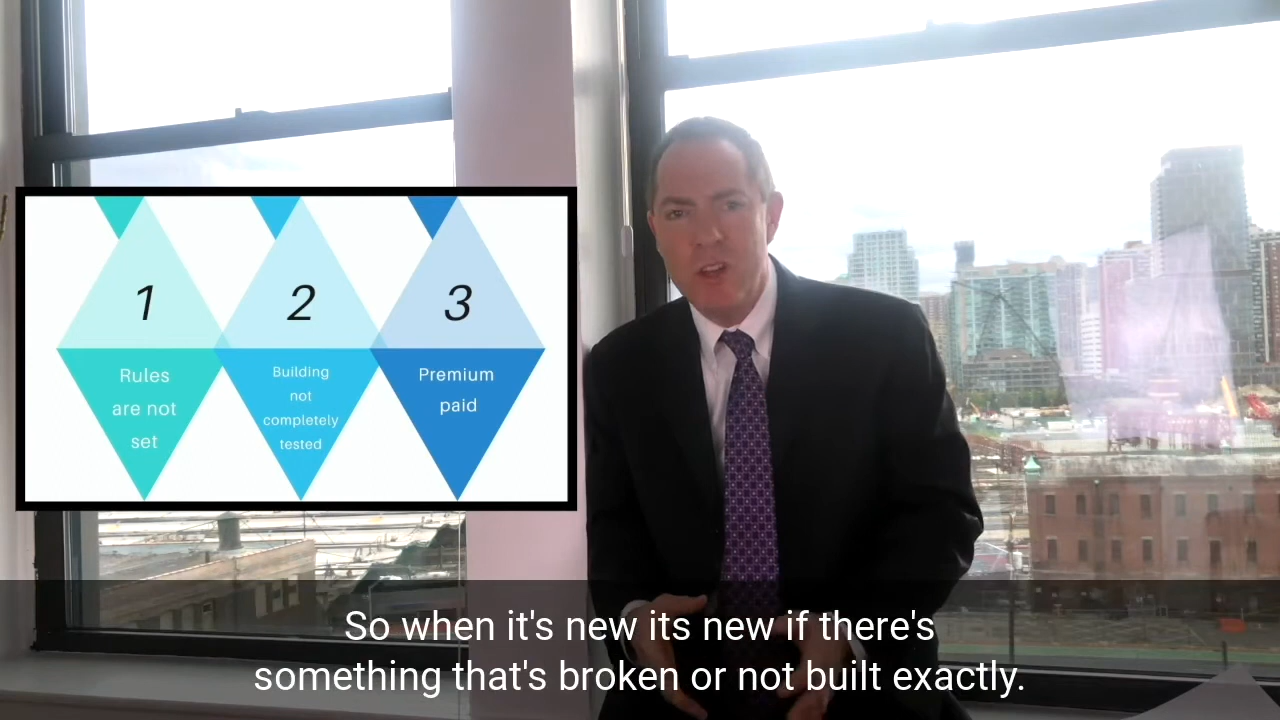 1
Rules
are not
set
2
Building
not
completely
tested
3
Premium
paid
So when it's new its new if there's
something that's broken or not built exactly.